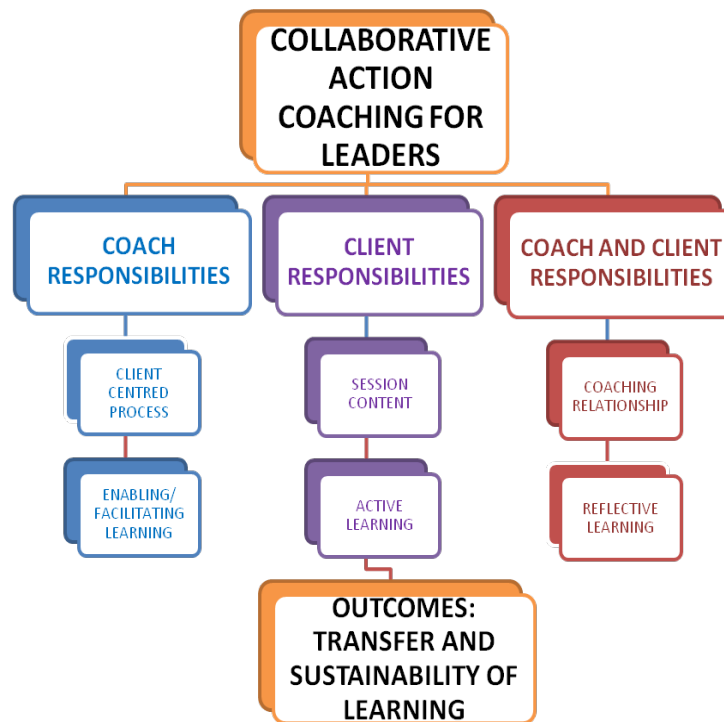 COLLABORATIVE
ACTION
COACHING FOR
LEADERS
COACH
RESPONSIBILITIES
CLIENT
RESPONSIBILITIES
COACH AND CLIENT
RESPONSIBILITIES
CLIENT
CENTRED
PROCESS
SESSION
CONTENT
COACHING
RELATIONSHIP
ENABLING/
FACILITATING
LEARNING
ACTIVE
LEARNING
REFLECTIVE
LEARNING
OUTCOMES:
TRANSFER AND
SUSTAINABILITY OF
LEARNING